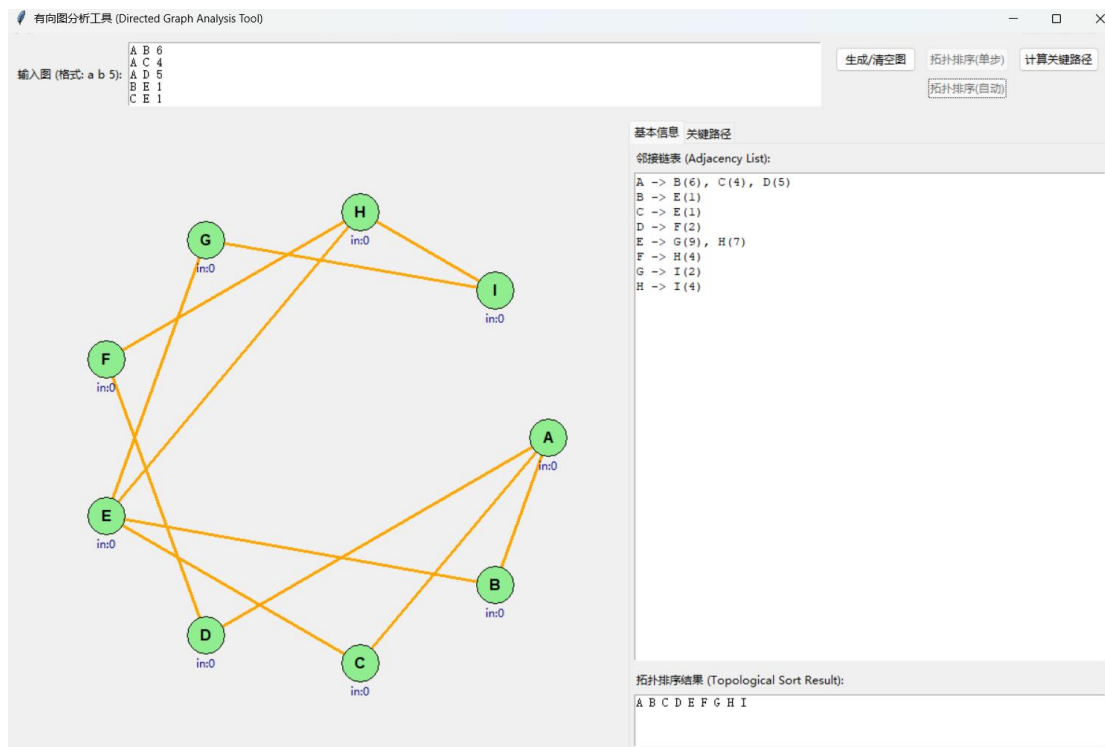 有向图分析工具 (Directed Graph Analysis Tool)
输入图 (格式: a b 5):
A B 6
A C 4
A D 5
B E 1
C E 1
生成/清空图
拓扑排序(单步)
计算关键路径
拓扑排序(自动)
基本信息 关键路径
邻接链表 (Adjacency List):
A -> B(6), C(4), D(5)
B -> E(1)
C -> E(1)
D -> F(2)
E -> G(9), H(7)
F -> H(4)
G -> I(2)
H -> I(4)
H
in:0
G
in:0
I
in:0
F
in:0
A
in:0
E
in:0
B
in:0
D
in:0
C
in:0
拓扑排序结果 (Topological Sort Result):
A B C D E F G H I